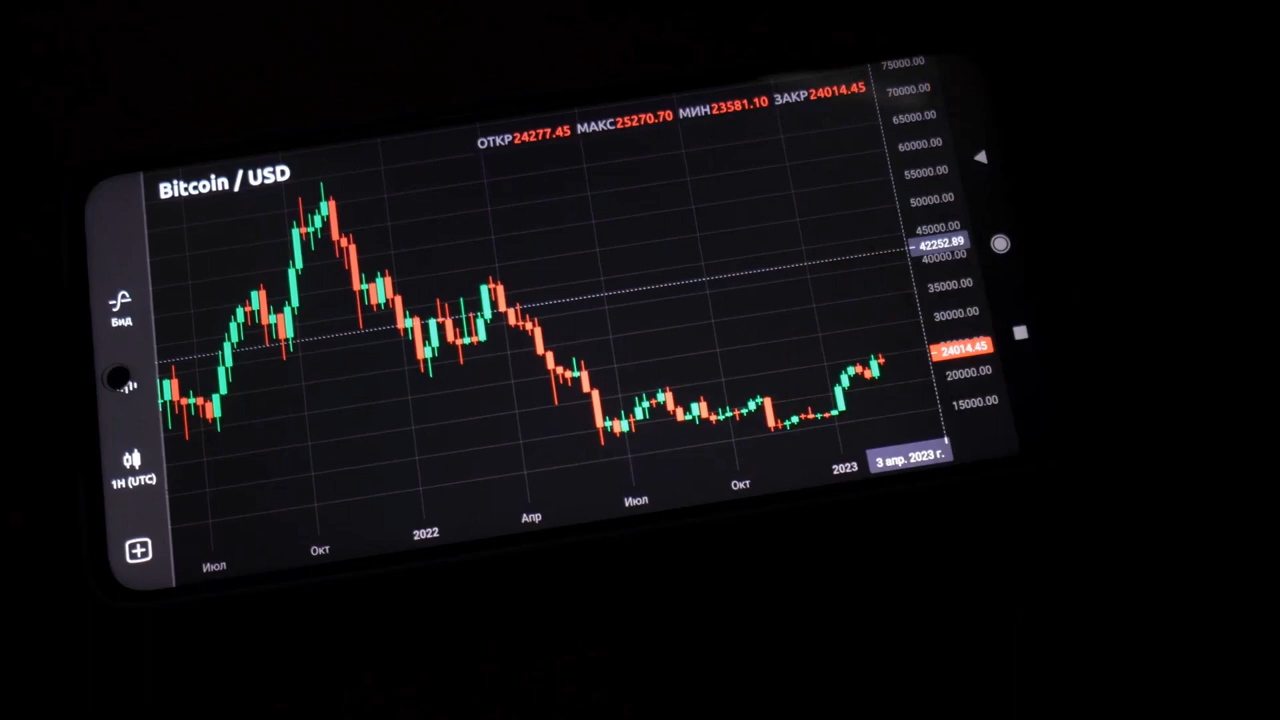 Bitcoin / USD
ОТКР24277.45 МАКС25270.70 МИН23581.10 ЗАКР24014.45
75000.00
70000.00
65000.00
60000.00
55000.00
50000.00
45000.00
42252.89
40000.00
35000.00
30000.00
24014.45
20000.00
15000.00
Бид
1Н (UTC)
Июл
Окт
2022
Апр
Июл
Окт
2023
3 апр. 2023 г.